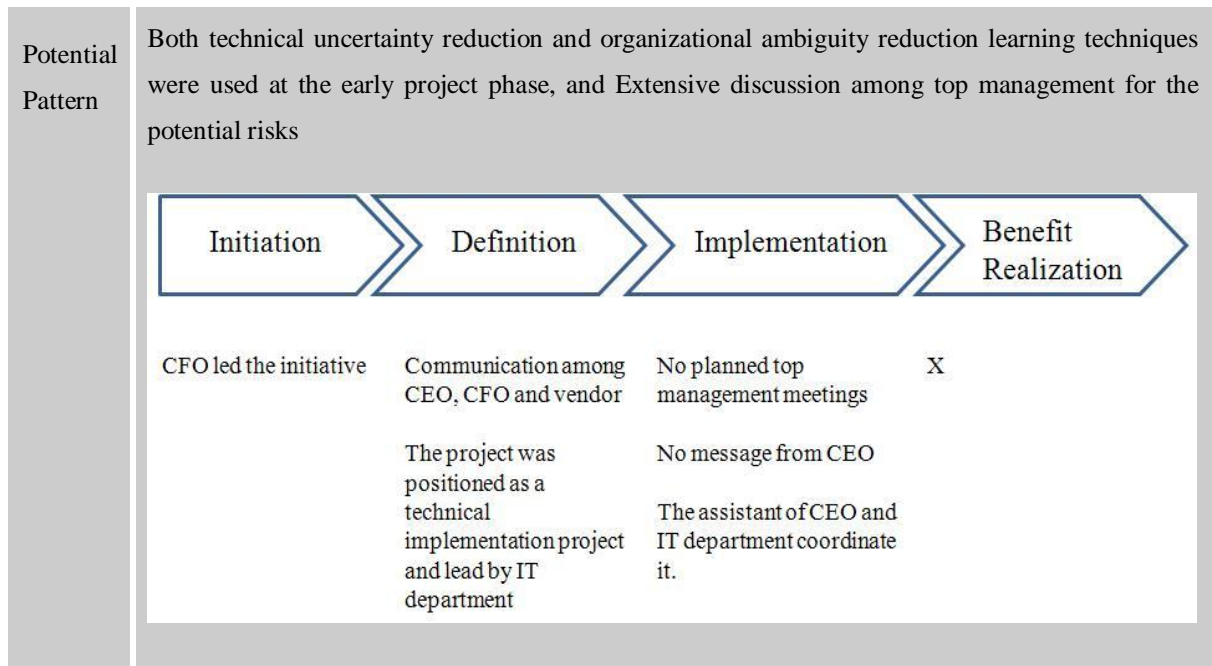 Potential
Pattern
Both technical uncertainty reduction and organizational ambiguity reduction learning techniques
were used at the early project phase, and Extensive discussion among top management for the
potential risks
Initiation
Definition
Implementation
Benefit
Realization
CFO led the initiative
Communication among
CEO, CFO and vendor
The project was
positioned as a
technical
implementation project
and lead by IT
department
No planned top
management meetings
No message from CEO
The assistant of CEO and
IT department coordinate
it.
X